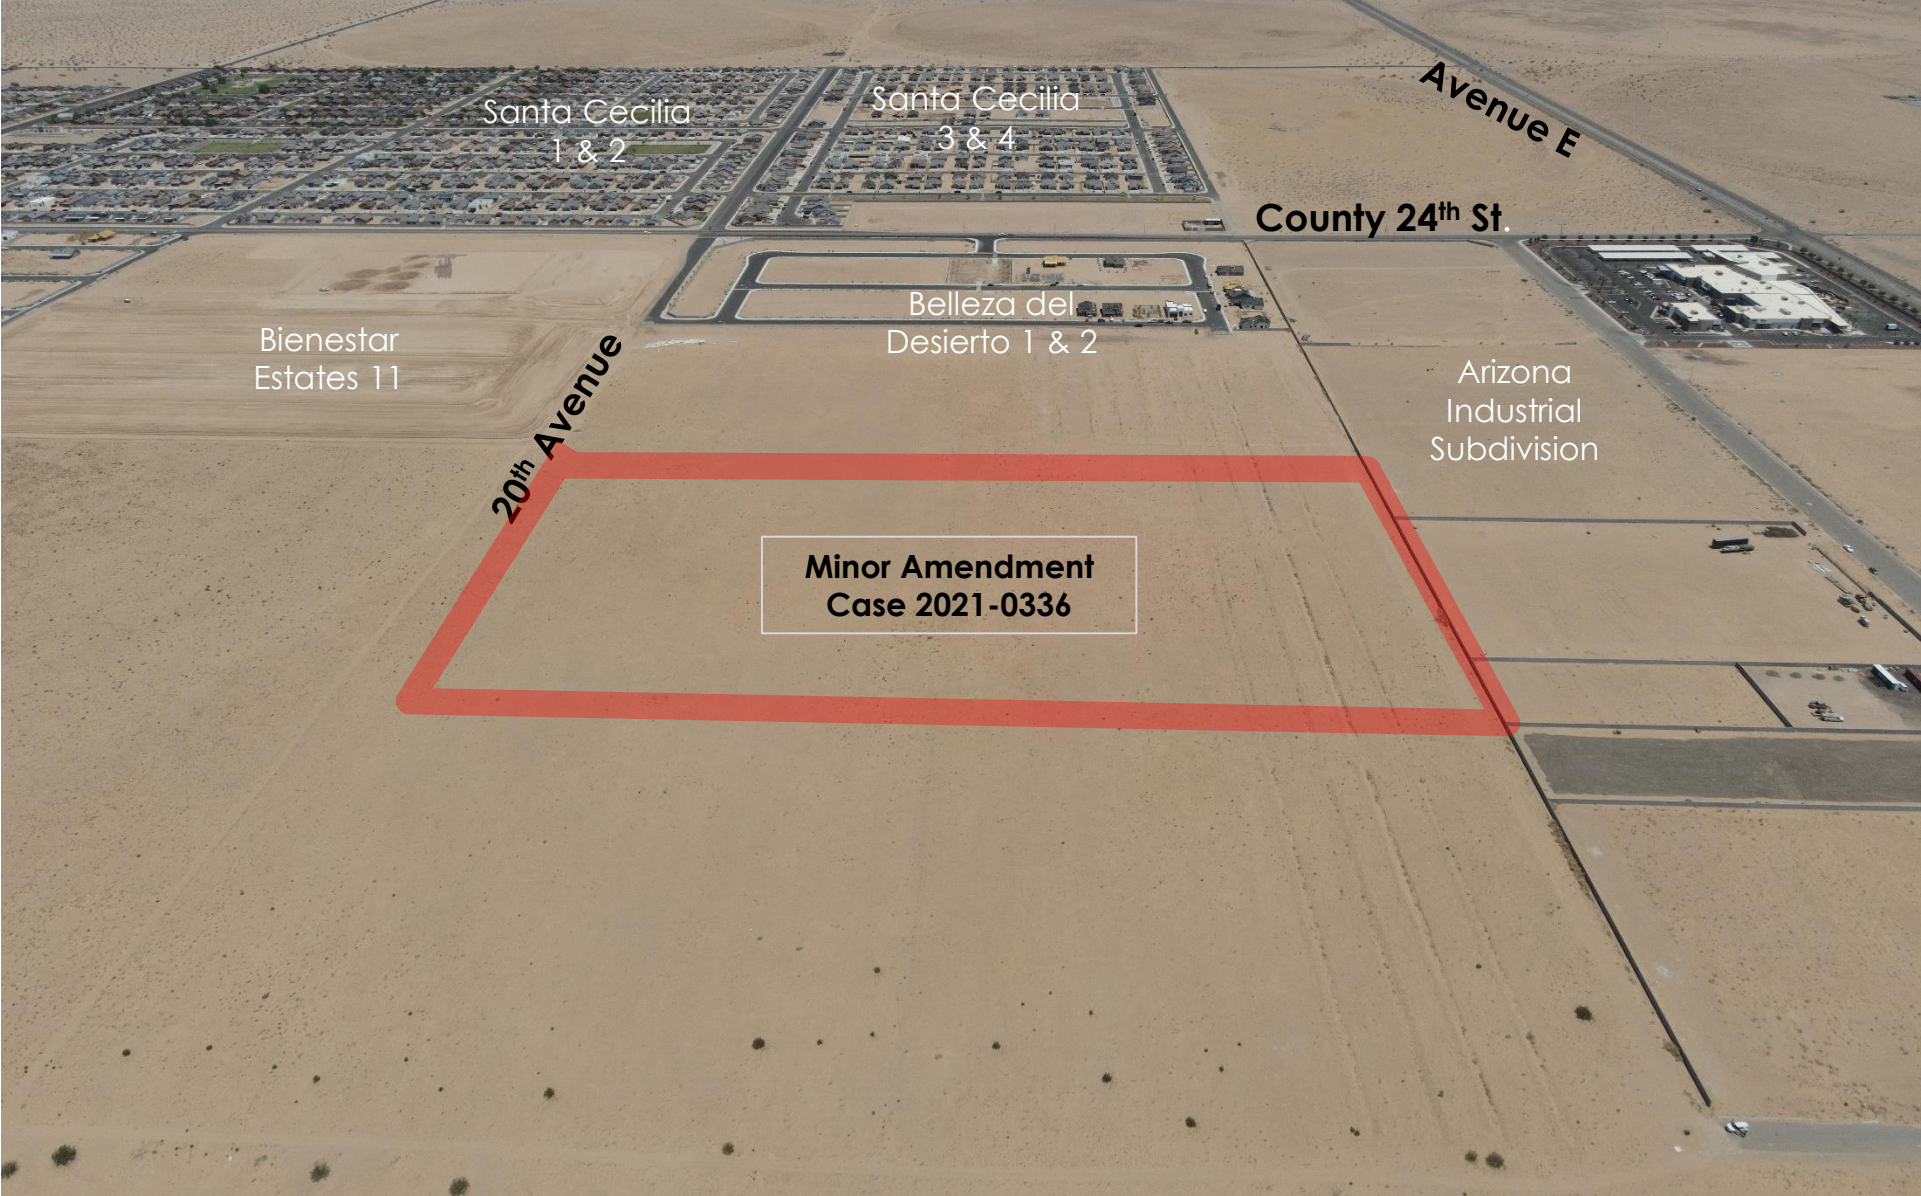 Santa Cecilia
1 & 2
Santa Cecilia
3 & 4
Avenue E
County 24th St.
Belleza del
Desierto 1 & 2
Bienestar
Estates 11
20th Avenue
Arizona
Industrial
Subdivision
Minor Amendment
Case 2021-0336